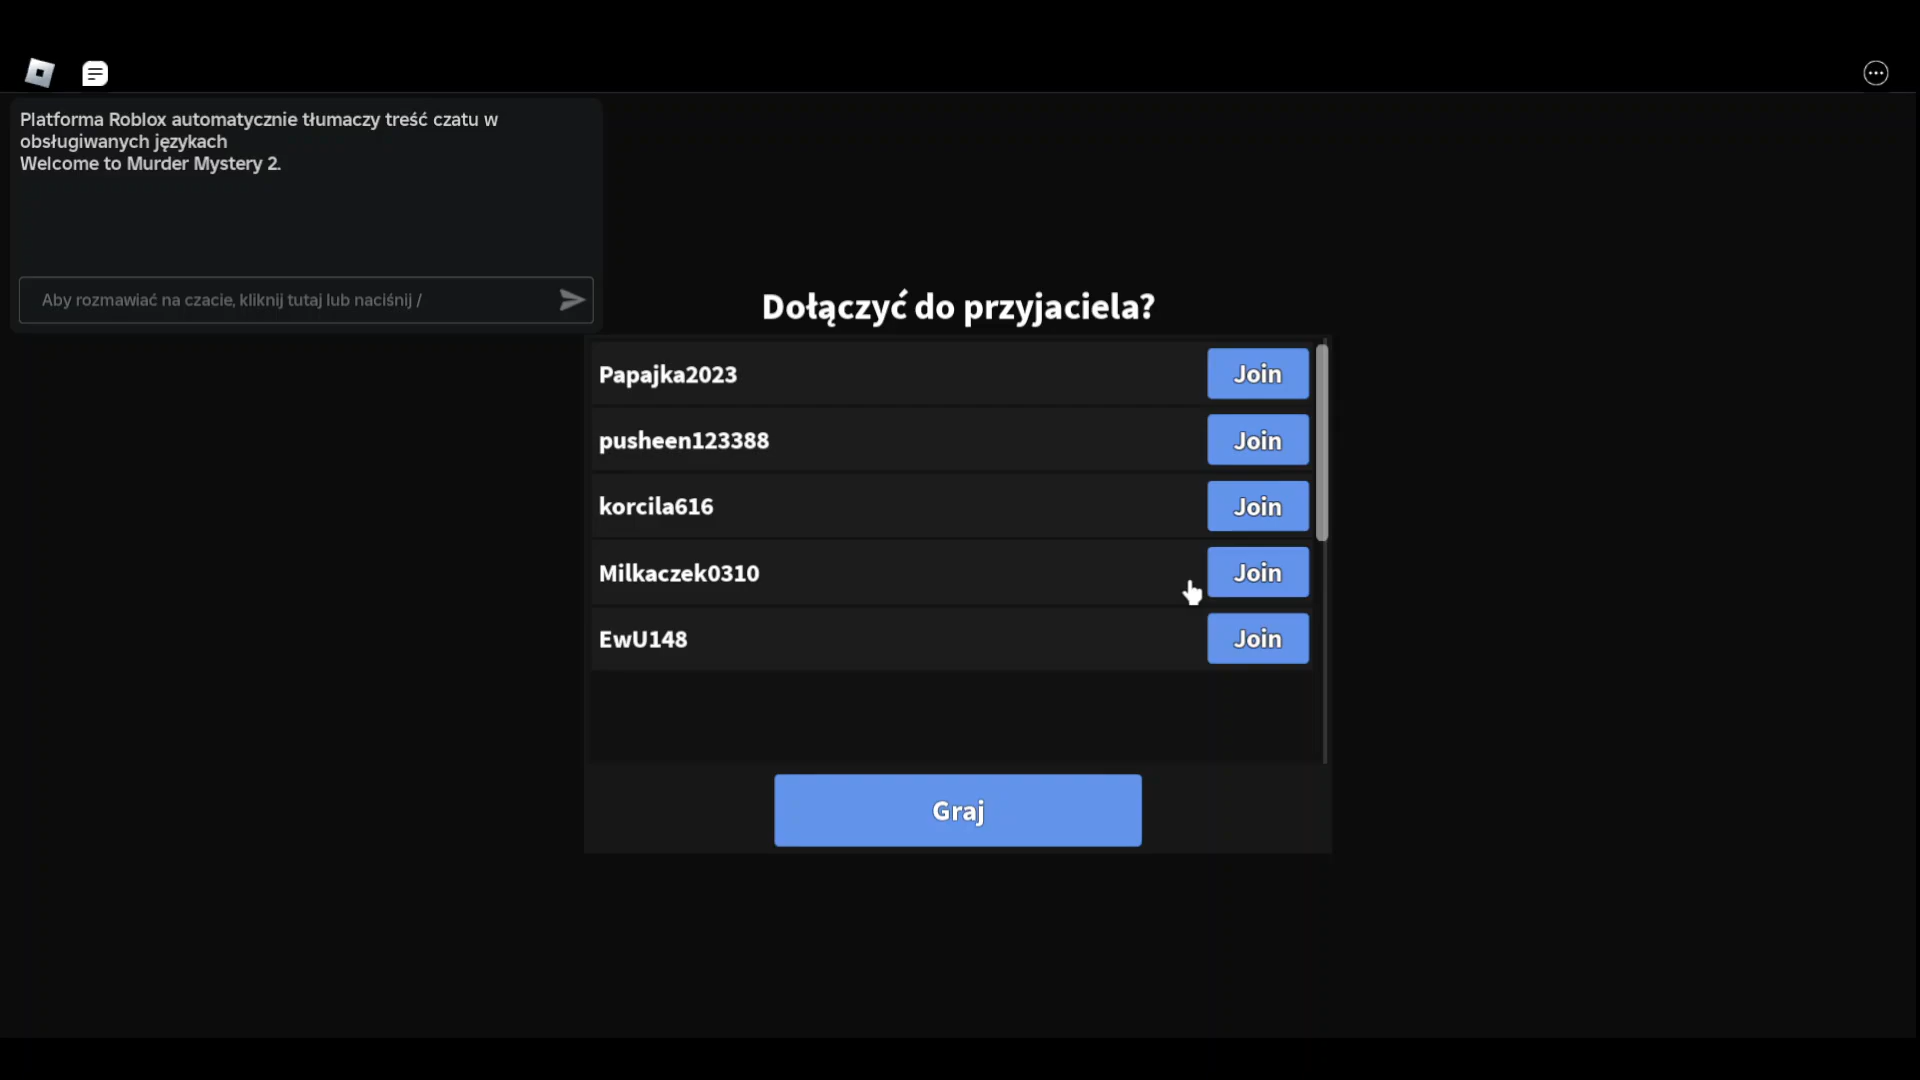 Platforma Roblox automatycznie tłumaczy treść czatu w
obsługiwanych językach
Welcome to Murder Mystery 2.
Aby rozmawiać na czacie, kliknij tutaj lub naciśnij /
Dołączyć do przyjaciela?
Papajka2023 Join
pusheen123388 Join
korcila616 Join
Milkaczek0310 Join
EwU148 Join
Graj